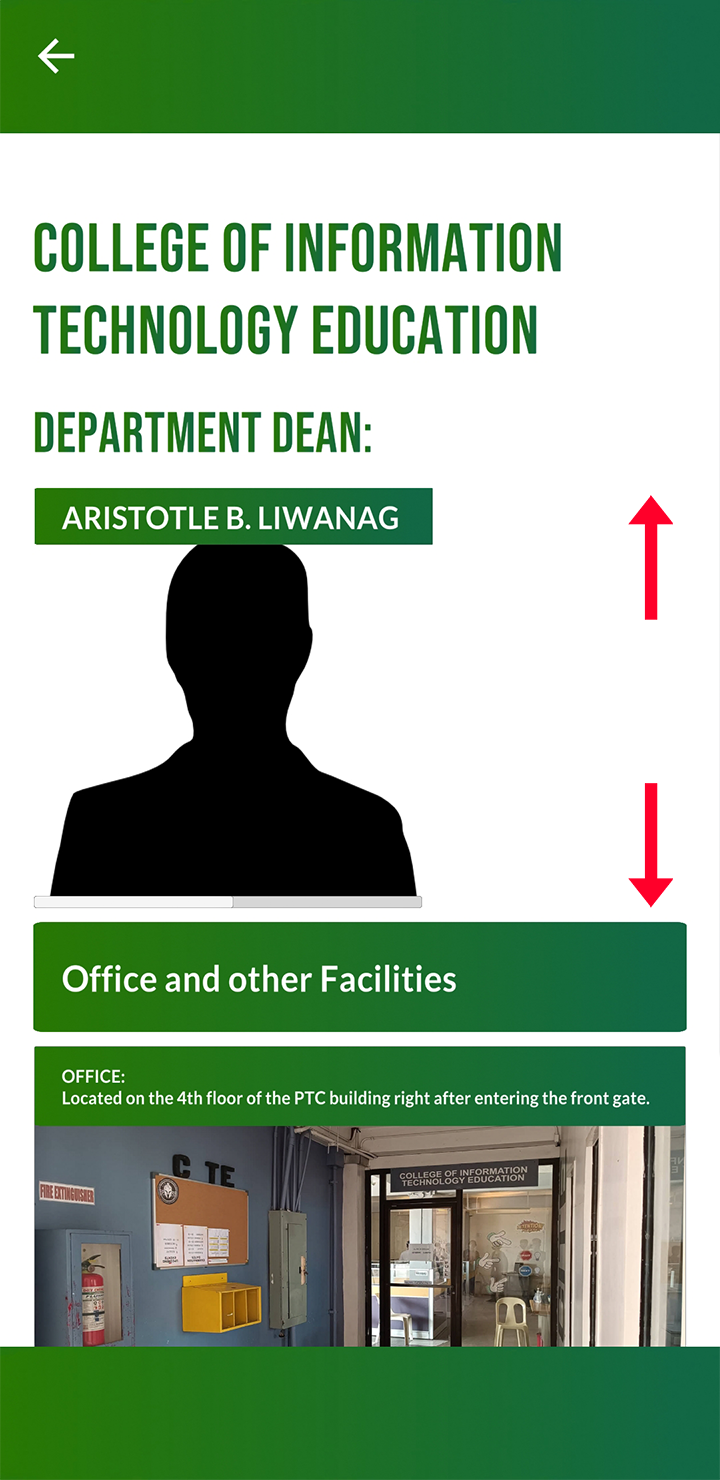 COLLEGE OF INFORMATION
TECHNOLOGY EDUCATION
DEPARTMENT DEAN:
ARISTOTLE B. LIWANAG
Office and other Facilities
OFFICE:
Located on the 4th floor of the PTC building right after entering the front gate.
C TE
FIRE EXTINGUISHER
COLLEGE OF INFORMATION
TECHNOLOGY EDUCATION